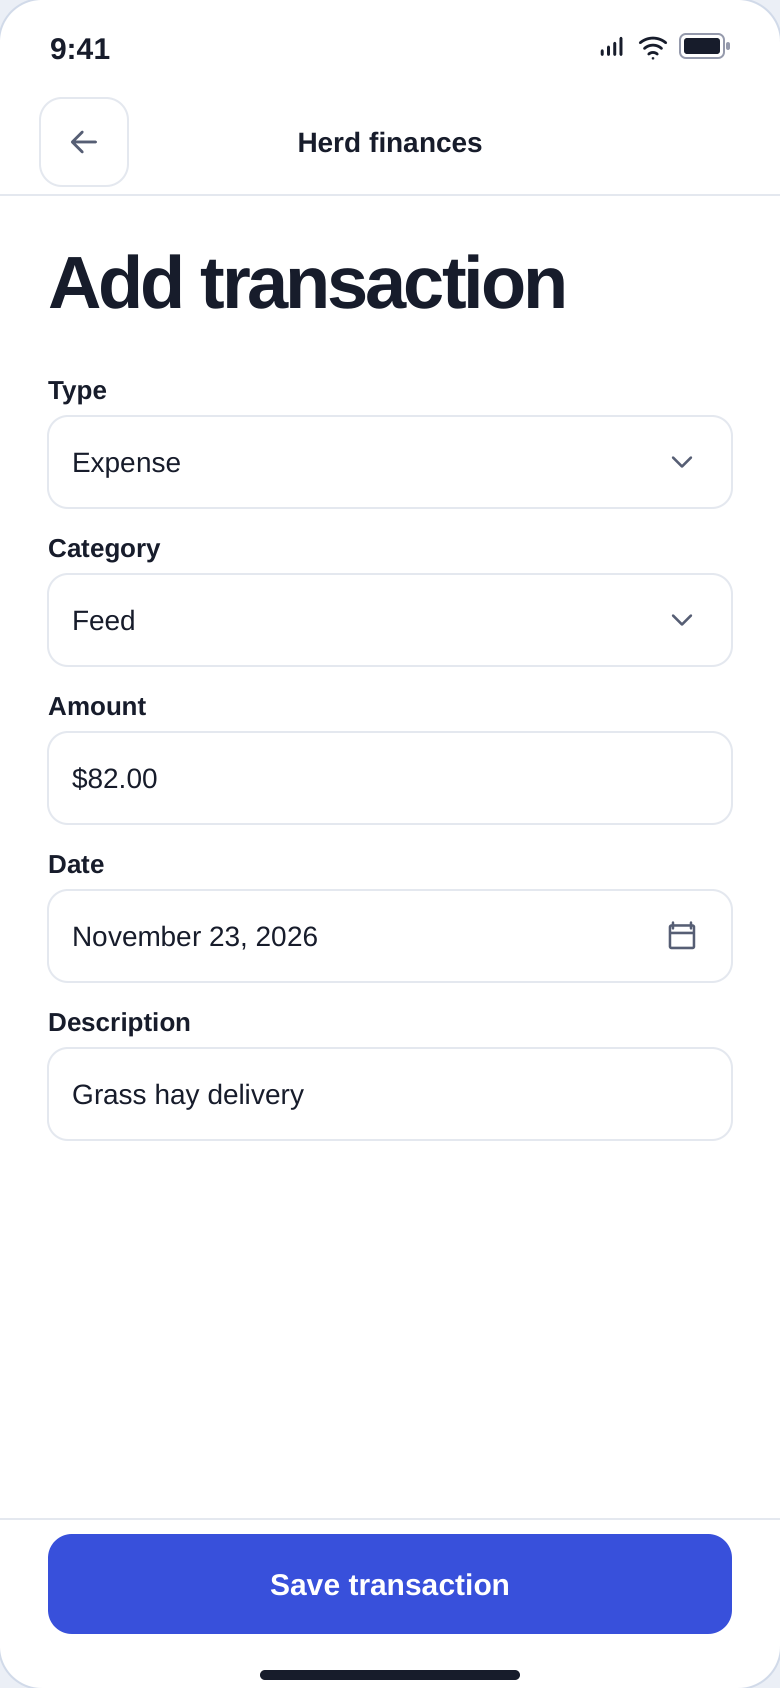 9:41
Herd finances
Add transaction
Type
Expense
Category
Feed
Amount
$82.00
Date
November 23, 2026
Description
Grass hay delivery
Save transaction